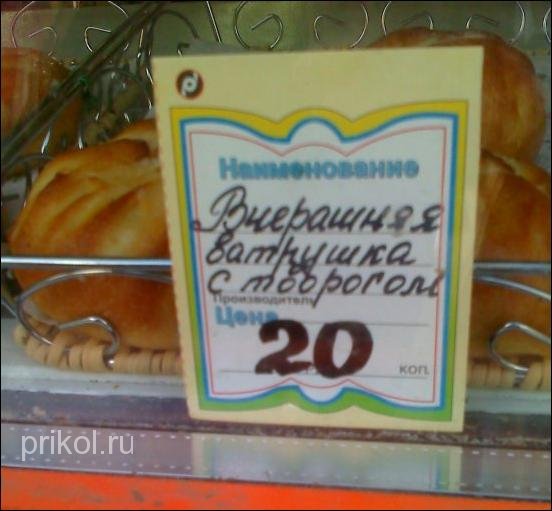 Наименование
Вчерашняя
ватрушка
с творогом
Производитель
Цена
20
коп.
prikol.ru